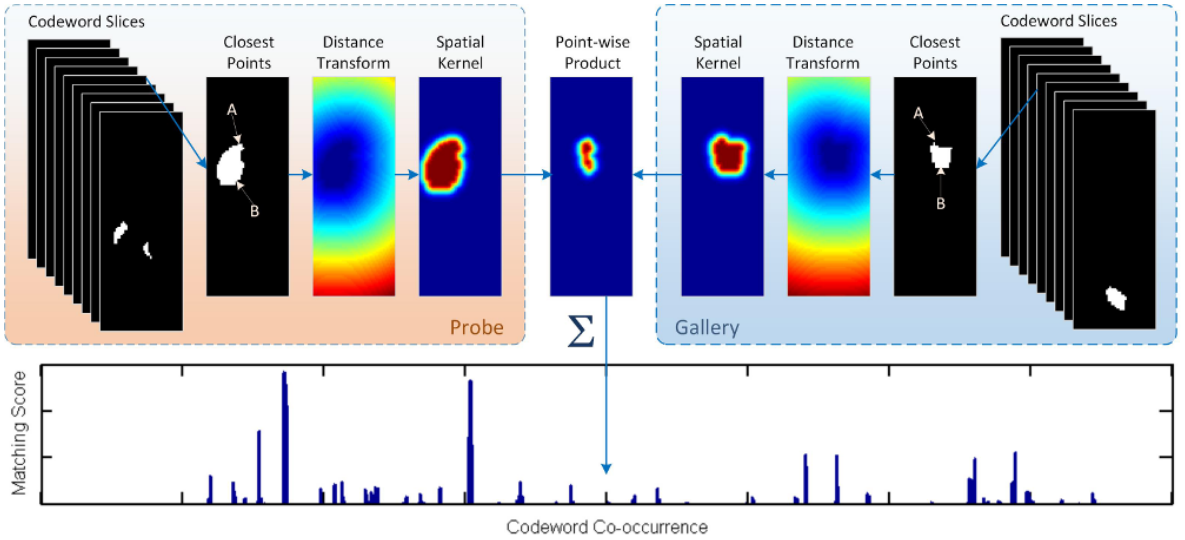 Codeword Slices
Closest Points
Distance Transform
Spatial Kernel
Point-wise Product
Spatial Kernel
Distance Transform
Closest Points
Codeword Slices
A
B
A
B
Probe
Σ
Gallery
Matching Score
Codeword Co-occurrence